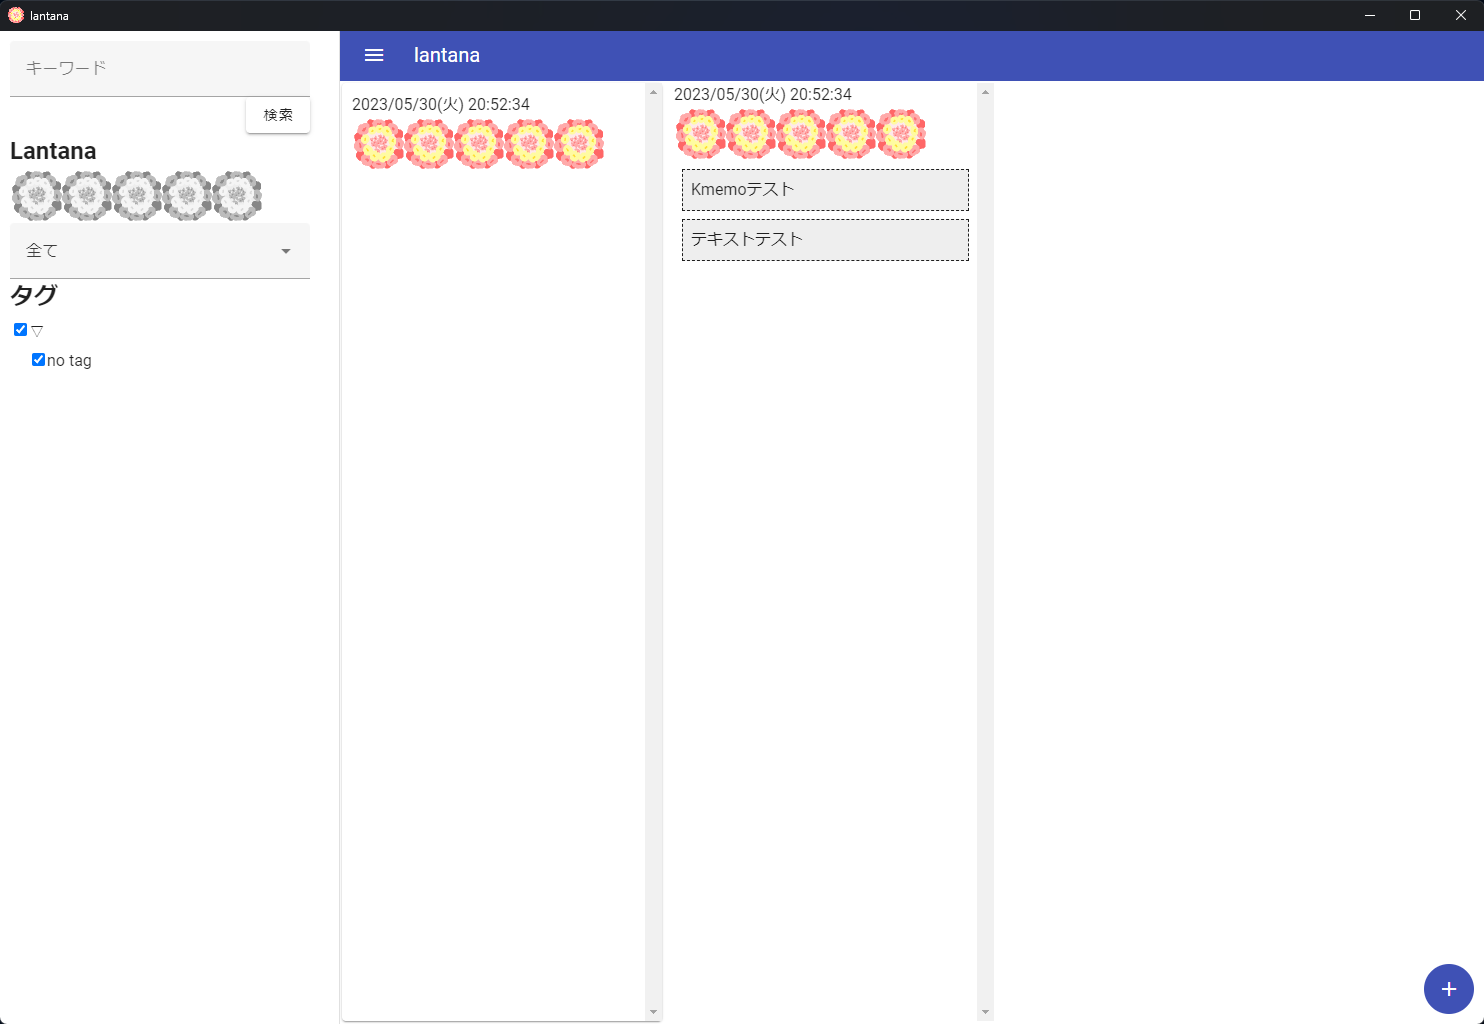 lantana
キーワード
検索
Lantana
全て
タグ
▽
no tag
lantana
2023/05/30(火) 20:52:34
2023/05/30(火) 20:52:34
Kmemoテスト
テキストテスト